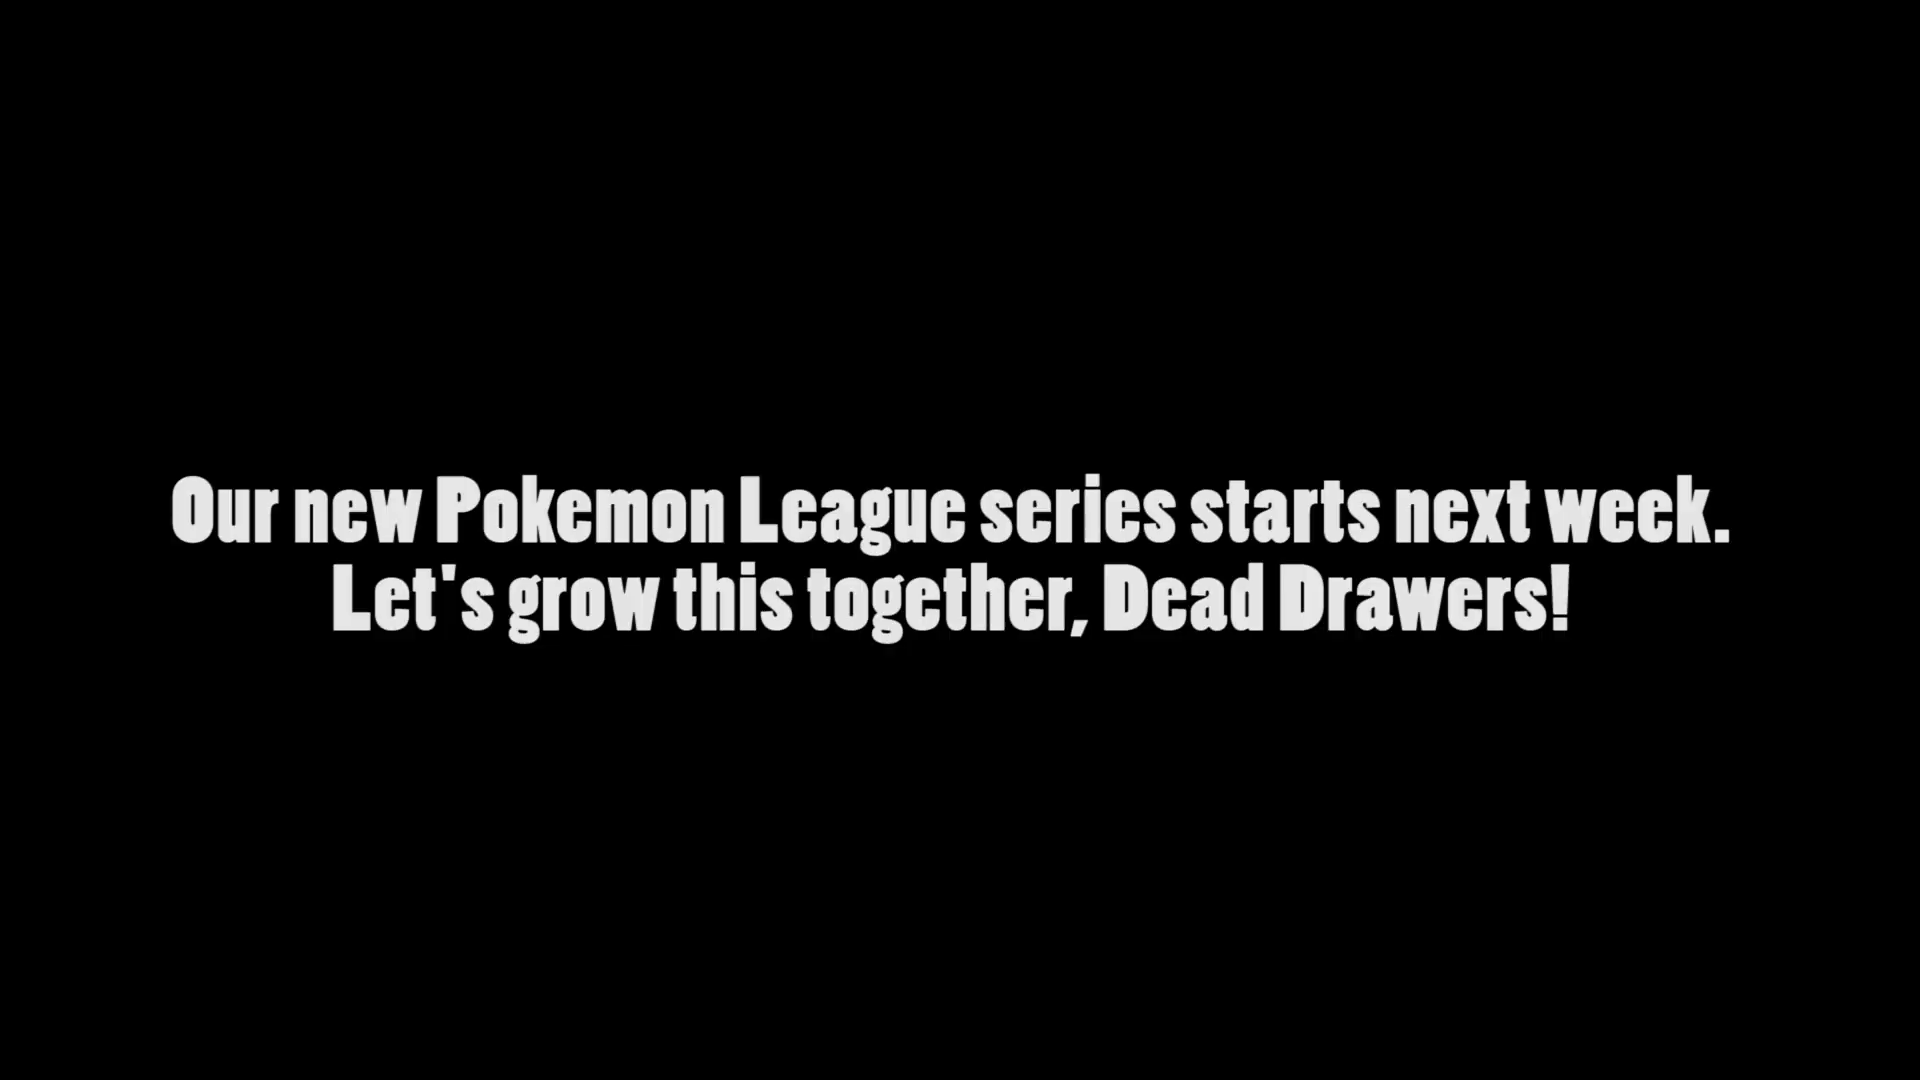 Our new Pokemon League series starts next week.
Let's grow this together, Dead Drawers!